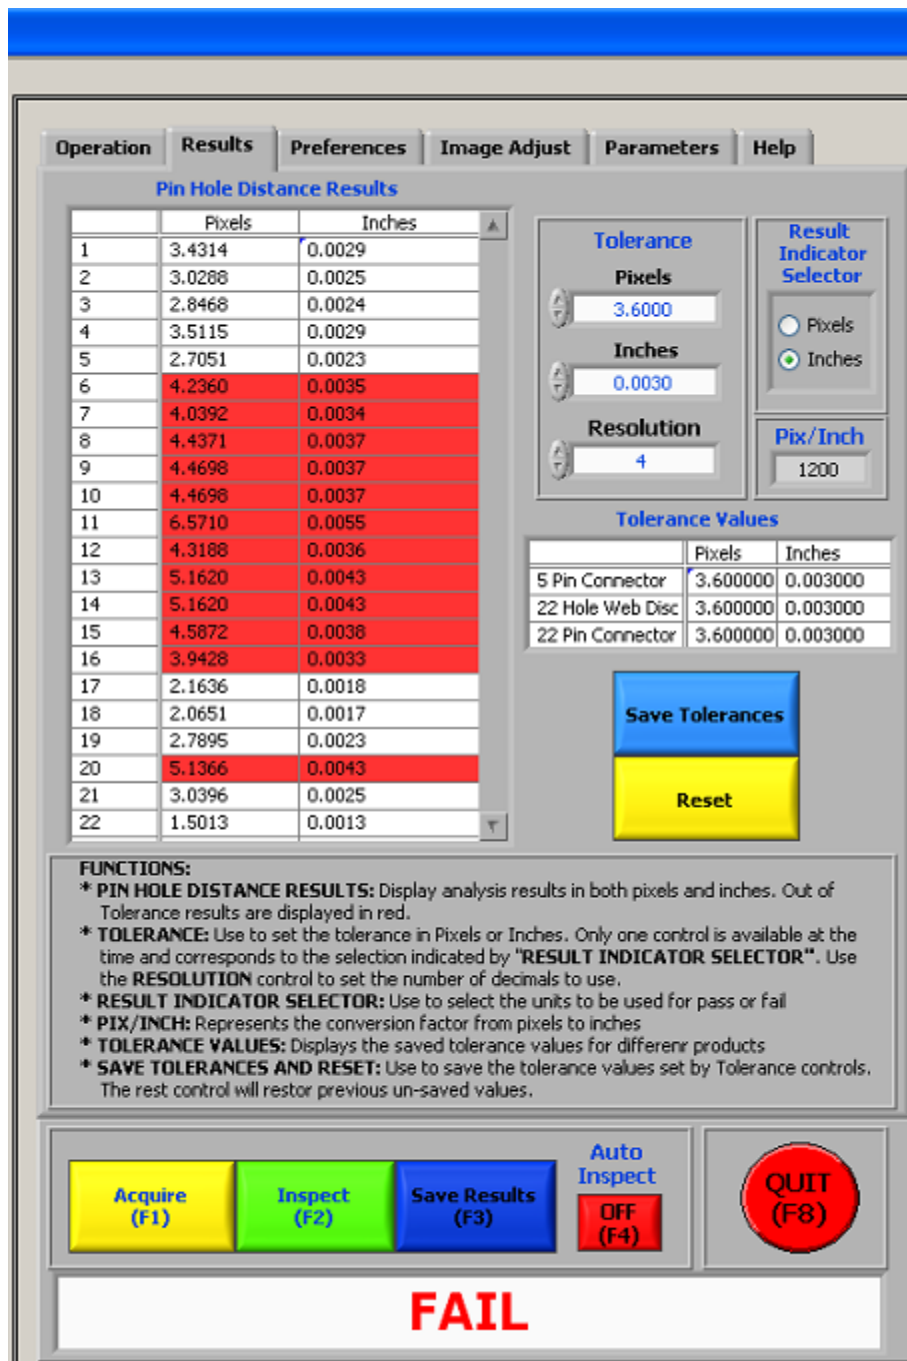 Operation Results Preferences Image Adjust Parameters Help
Pin Hole Distance Results
Pixels Inches
1 3.4314 0.0029
2 3.0288 0.0025
3 2.8468 0.0024
4 3.5115 0.0029
5 2.7051 0.0023
6 4.2360 0.0035
7 4.0392 0.0034
8 4.4371 0.0037
9 4.4698 0.0037
10 4.4698 0.0037
11 6.5710 0.0055
12 4.3188 0.0036
13 5.1620 0.0043
14 5.1620 0.0043
15 4.5872 0.0038
16 3.9428 0.0033
17 2.1636 0.0018
18 2.0651 0.0017
19 2.7895 0.0023
20 5.1366 0.0043
21 3.0396 0.0025
22 1.5013 0.0013
Tolerance
Pixels
3.6000
Inches
0.0030
Resolution
4
Result
Indicator
Selector
Pixels
Inches
Pix/Inch
1200
Tolerance Values
Pixels Inches
5 Pin Connector 3.600000 0.003000
22 Hole Web Disc 3.600000 0.003000
22 Pin Connector 3.600000 0.003000
Save Tolerances
Reset
FUNCTIONS:
* PIN HOLE DISTANCE RESULTS: Display analysis results in both pixels and inches. Out of
Tolerance results are displayed in red.
* TOLERANCE: Use to set the tolerance in Pixels or Inches. Only one control is available at the
time and corresponds to the selection indicated by "RESULT INDICATOR SELECTOR". Use
the RESOLUTION control to set the number of decimals to use.
* RESULT INDICATOR SELECTOR: Use to select the units to be used for pass or fail
* PIX/INCH: Represents the conversion factor from pixels to inches
* TOLERANCE VALUES: Displays the saved tolerance values for differenr products
* SAVE TOLERANCES AND RESET: Use to save the tolerance values set by Tolerance controls.
The rest control will restor previous un-saved values.
Acquire
(F1)
Inspect
(F2)
Save Results
(F3)
Auto
Inspect
OFF
(F4)
QUIT
(F8)
FAIL